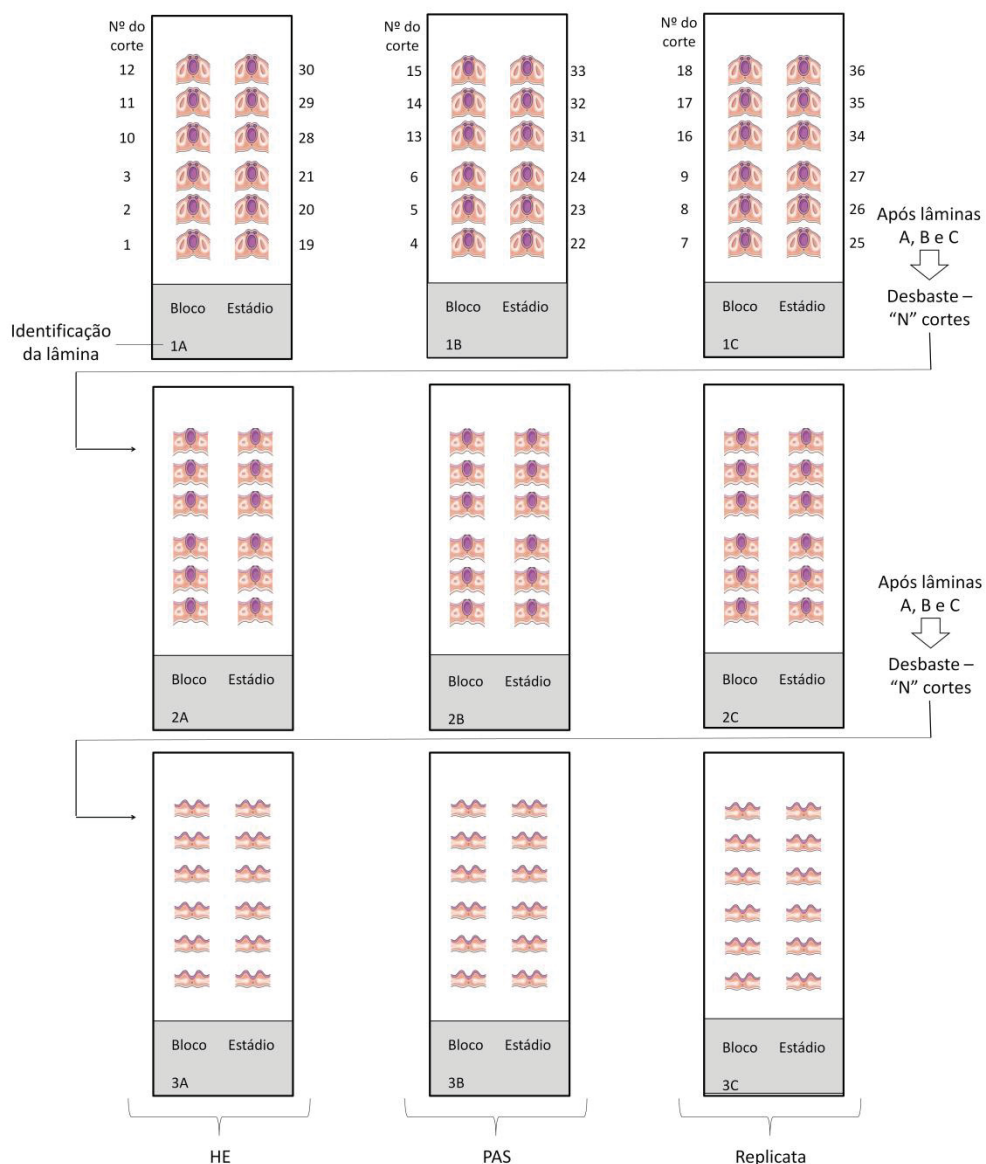 Nº do
corte
12
30
11
29
10
28
3
21
2
20
1
19
Bloco Estádio
1A
Identificação
da lâmina
Nº do
corte
15
33
14
32
13
31
6
24
5
23
4
22
Bloco Estádio
1B
Nº do
corte
18
36
17
35
16
34
9
27
8
26
7
25
Bloco Estádio
1C
Após lâminas
A, B e C
Desbaste –
“N” cortes
Bloco Estádio
2A
Bloco Estádio
2B
Bloco Estádio
2C
Após lâminas
A, B e C
Desbaste –
“N” cortes
Bloco Estádio
3A
Bloco Estádio
3B
Bloco Estádio
3C
HE
PAS
Replicata